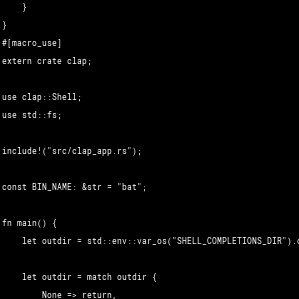 }
}
#[macro_use]
extern crate clap;

use clap::Shell;
use std::fs;

include!("src/clap_app.rs");

const BIN_NAME: &str = "bat";

fn main() {
    let outdir = std::env::var_os("SHELL_COMPLETIONS_DIR").

    let outdir = match outdir {
        None => return,